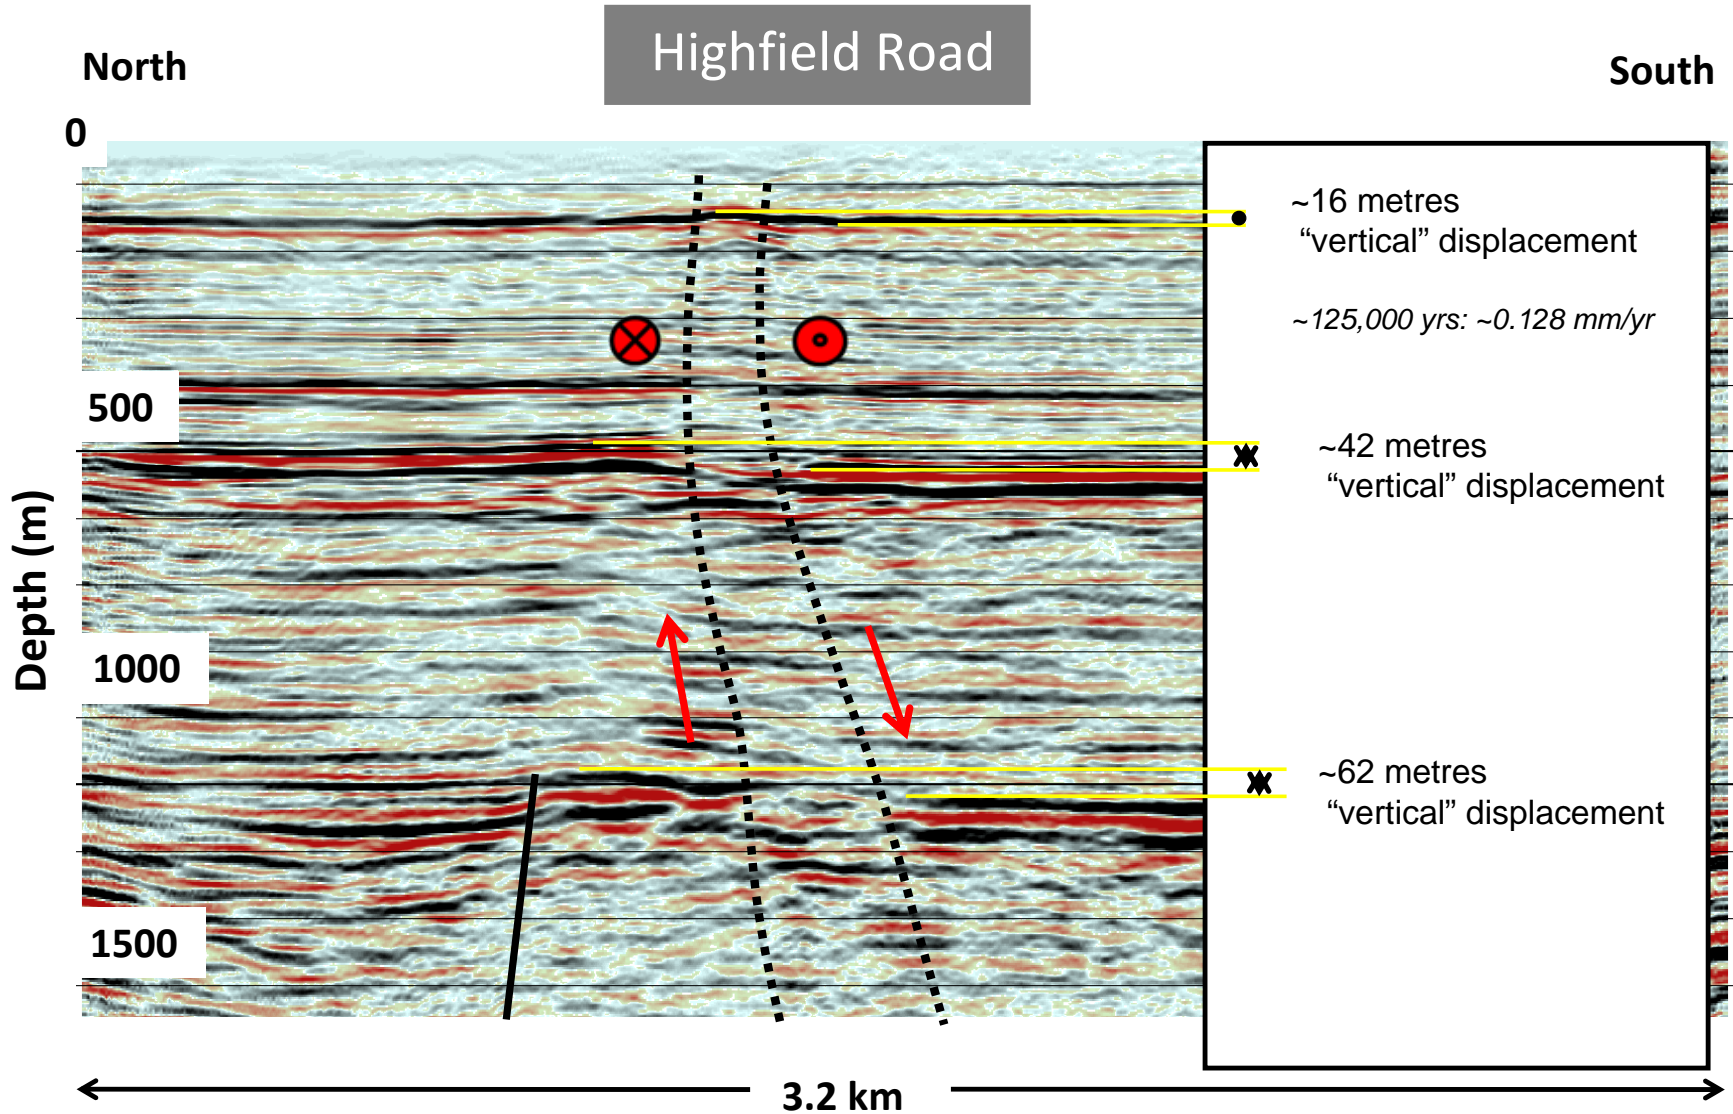 Highfield Road
North
South
0
~16 metres
“vertical” displacement
~125,000 yrs: ~0.128 mm/yr
500
~42 metres
“vertical” displacement
Depth (m)
1000
~62 metres
“vertical” displacement
1500
3.2 km